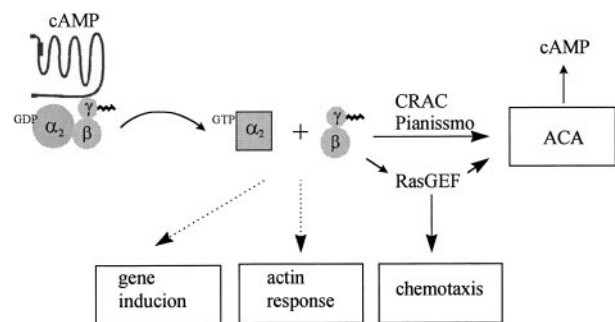 cAMP
cAMP
γ
GDP α2 β
GTP α2 + γ β
CRAC
Pianissmo
ACA
RasGEF
gene
inducion
actin
response
chemotaxis